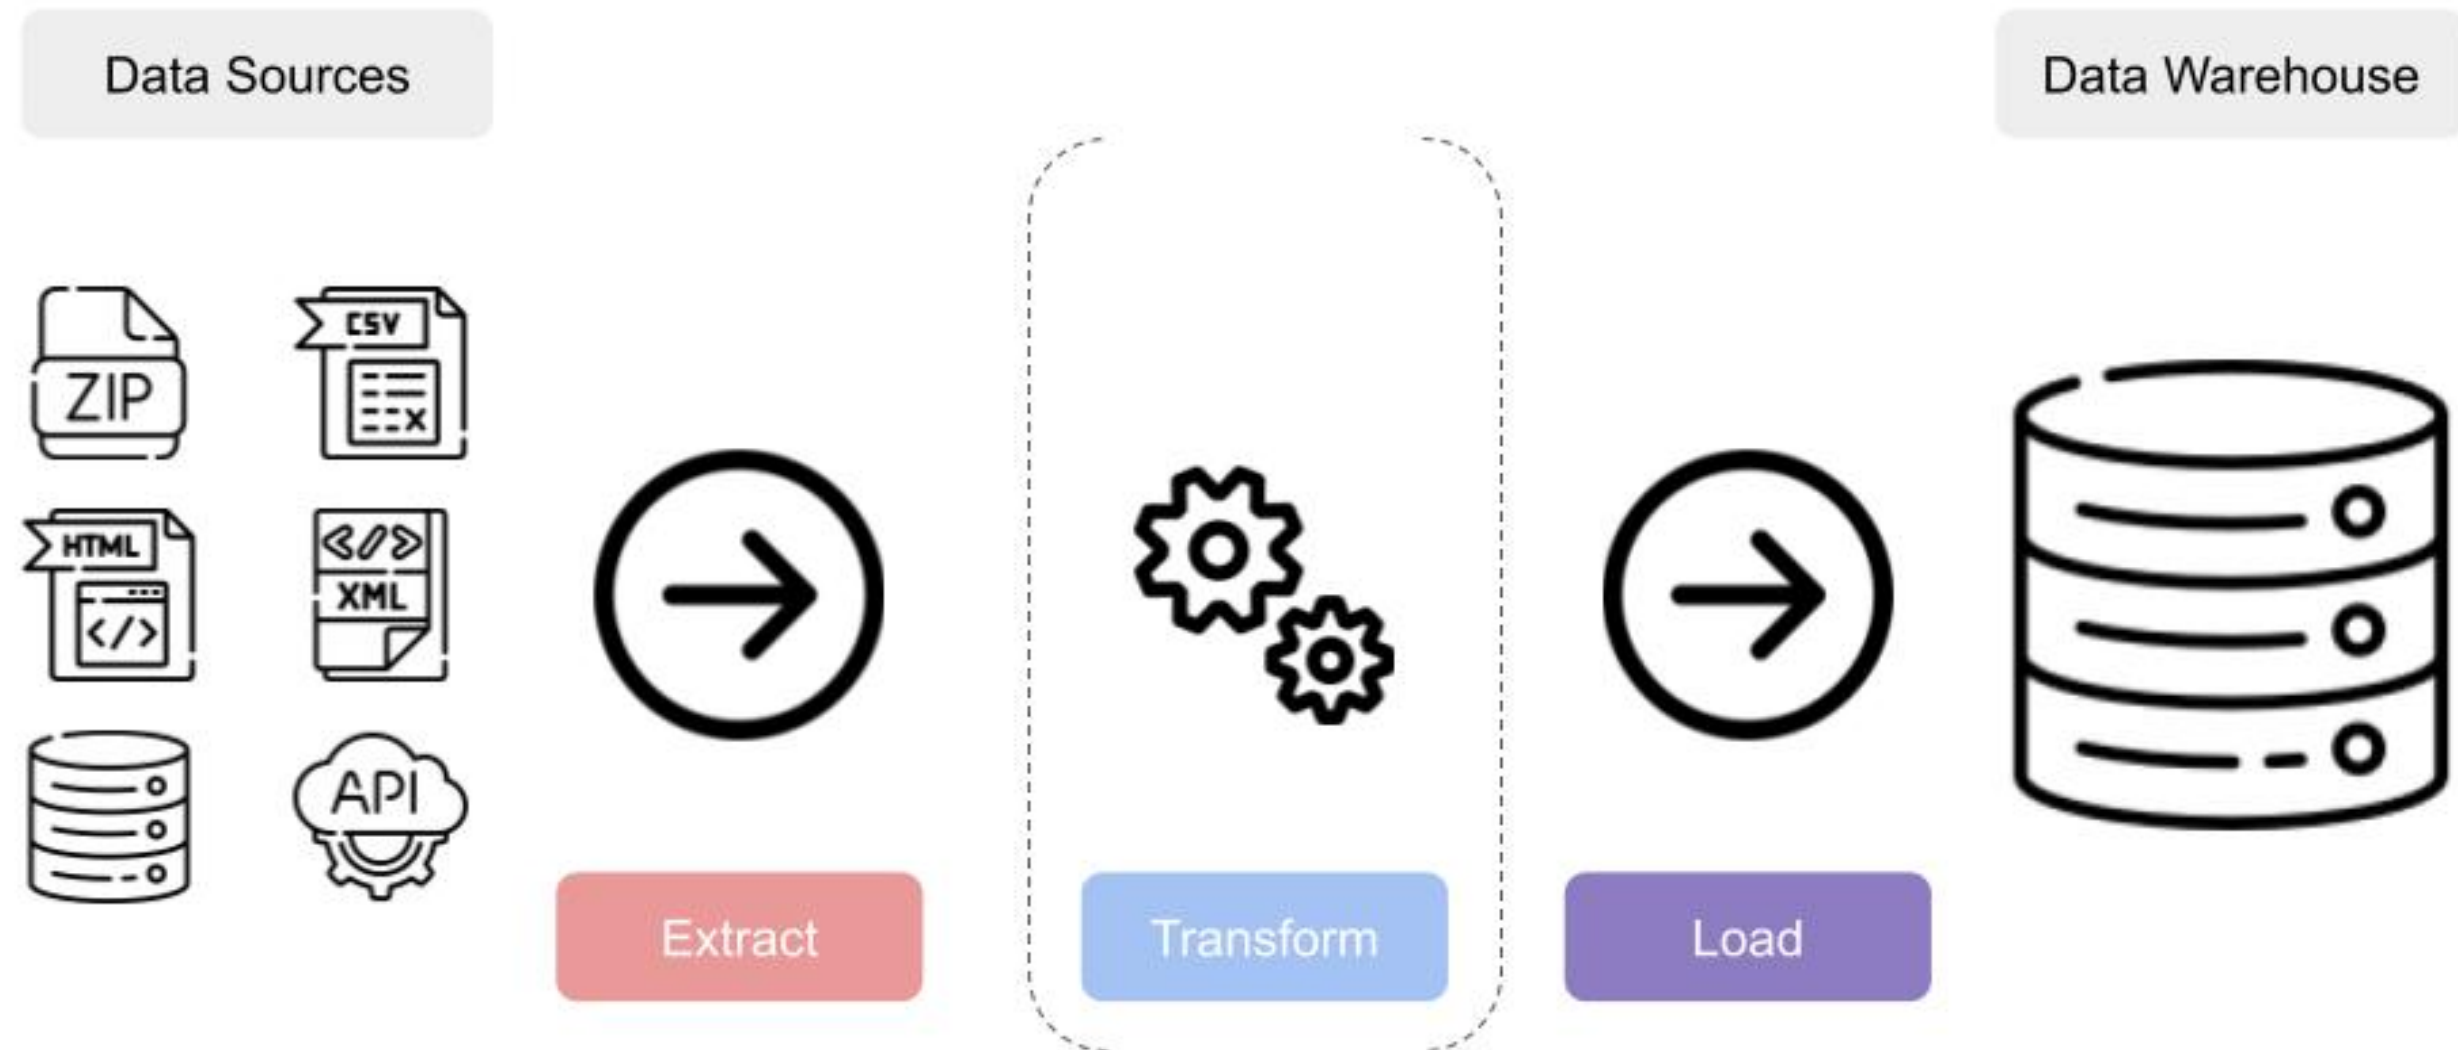 Data Sources
Data Warehouse
ZIP
CSV
x
HTML
</>
</>
XML
API
Extract
Transform
Load